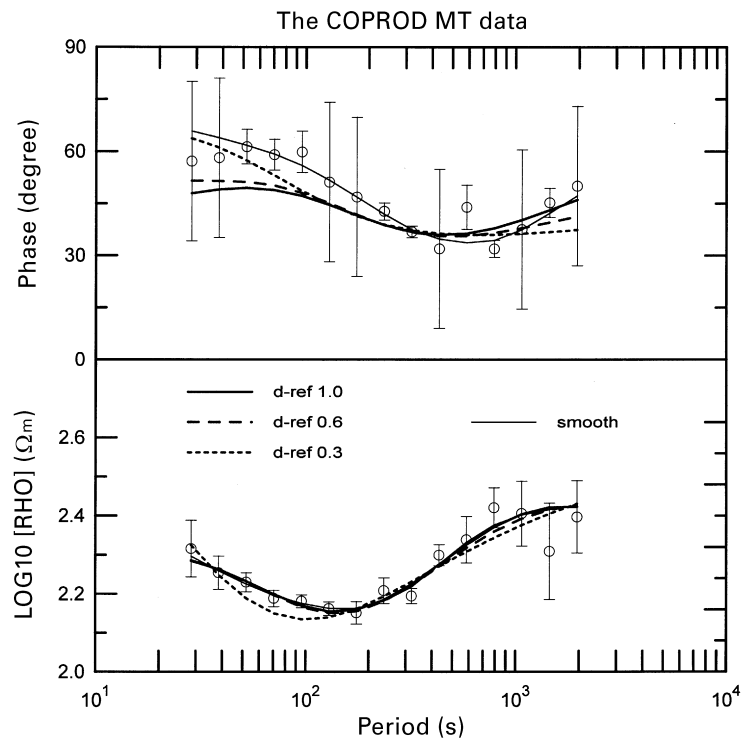 The COPROD MT data
90
60
30
0
Phase (degree)
d-ref 1.0
d-ref 0.6
d-ref 0.3
smooth
2.6
2.4
2.2
2.0
LOG10 [RHO] (Ωm)
10¹ 10² 10³ 10⁴
Period (s)